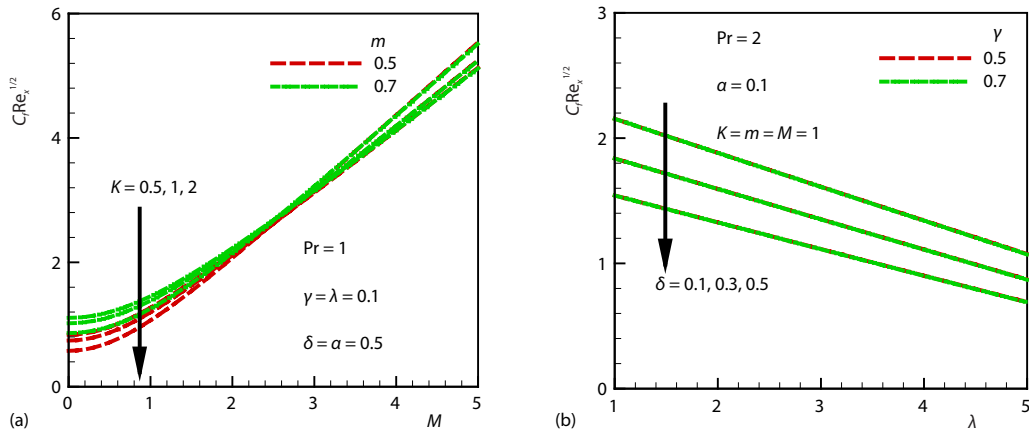 6
4
2
0
C_fRe_x^{1/2}
m
0.5
0.7
K = 0.5, 1, 2
Pr = 1
γ = λ = 0.1
δ = α = 0.5
0 1 2 3 4 5
(a)
M
3
2
1
0
C_fRe_x^{1/2}
Pr = 2
α = 0.1
K = m = M = 1
γ
0.5
0.7
δ = 0.1, 0.3, 0.5
1 2 3 4 5
(b)
λ